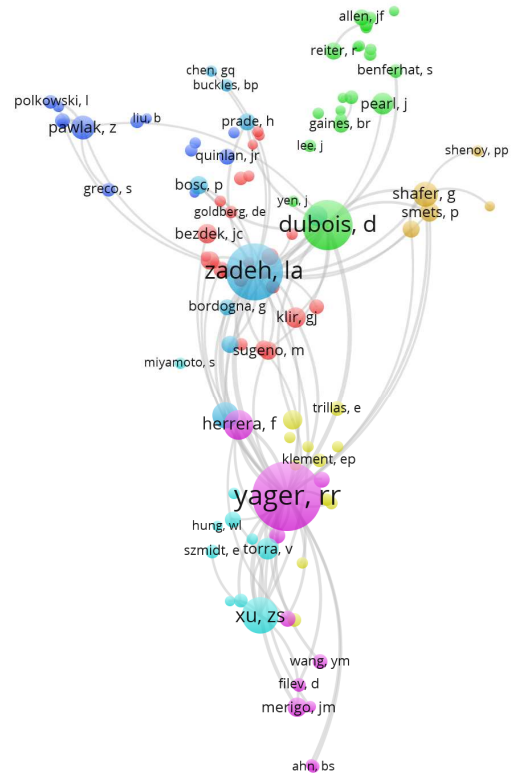 allen, jf
reiter, r
benferhat, s
chen, gq
buckles, bp
polkowski, l
pearl, j
liu, b
prade, h
gaines, br
pawlak, z
lee, j
shenoy, pp
quinlan, jr
bosc, p
greco, s
shafer, g
yen, j
goldberg, de
smets, p
dubois, d
bezdek, jc
zadeh, la
bordogna, g
klir, gj
sugeno, m
miyamoto, s
trillas, e
herrera, f
klement, ep
yager, rr
hung, wl
szmidt, e
torra, v
xu, zs
wang, ym
filev, d
merigo, jm
ahn, bs